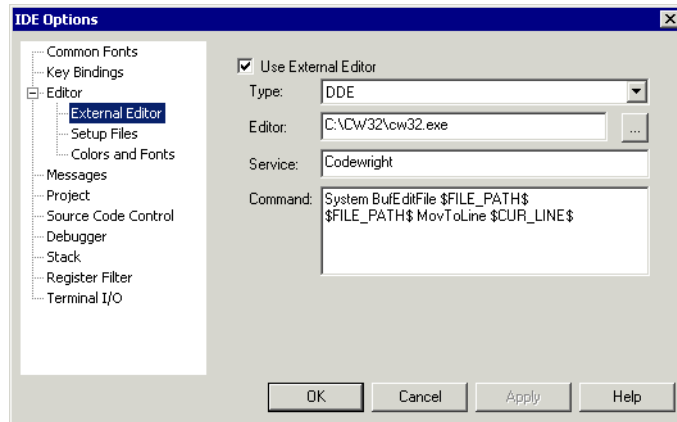 IDE Options
Common Fonts
Key Bindings
Editor
External Editor
Setup Files
Colors and Fonts
Messages
Project
Source Code Control
Debugger
Stack
Register Filter
Terminal I/O
Use External Editor
Type: DDE
Editor: C:\CW32\cw32.exe ...
Service: Codewright
Command: System BufEditFile $FILE_PATH$
$FILE_PATH$ MovToLine $CUR_LINE$
OK Cancel Apply Help